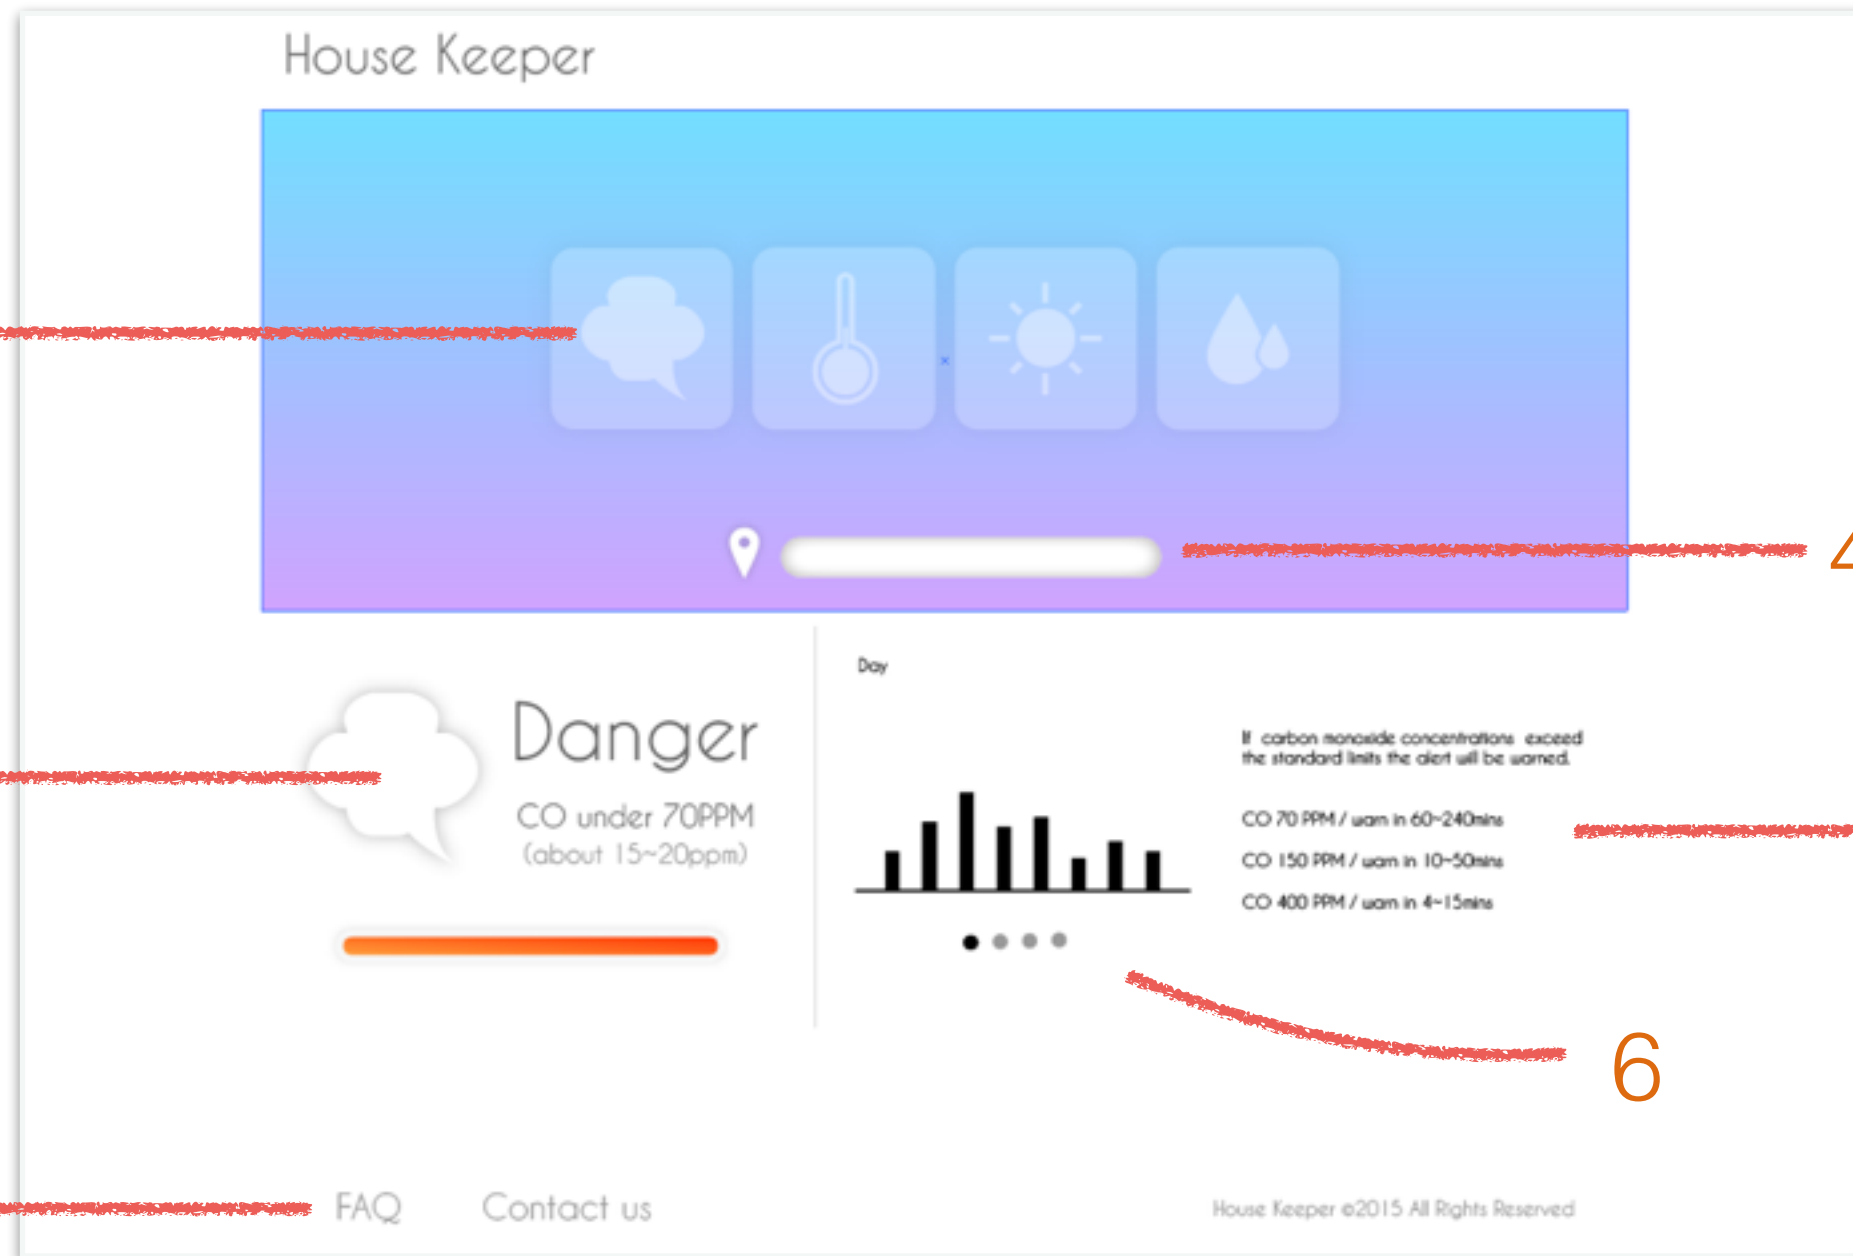 House Keeper
4
Day
Danger
CO under 70PPM
(about 15~20ppm)
If carbon monoxide concentrations exceed
the standard limits the alert will be warned.
CO 70 PPM / warn in 60~240mins
CO 150 PPM / warn in 10~50mins
CO 400 PPM / warn in 4~15mins
6
FAQ
Contact us
House Keeper ©2015 All Rights Reserved